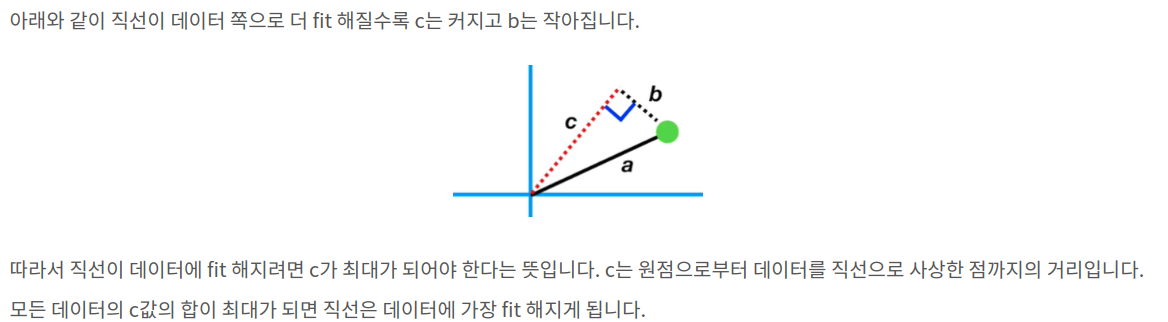 아래와 같이 직선이 데이터 쪽으로 더 fit 해질수록 c는 커지고 b는 작아집니다.
b
c
a
따라서 직선이 데이터에 fit 해지려면 c가 최대가 되어야 한다는 뜻입니다. c는 원점으로부터 데이터를 직선으로 사상한 점까지의 거리입니다.
모든 데이터의 c값의 합이 최대가 되면 직선은 데이터에 가장 fit 해지게 됩니다.